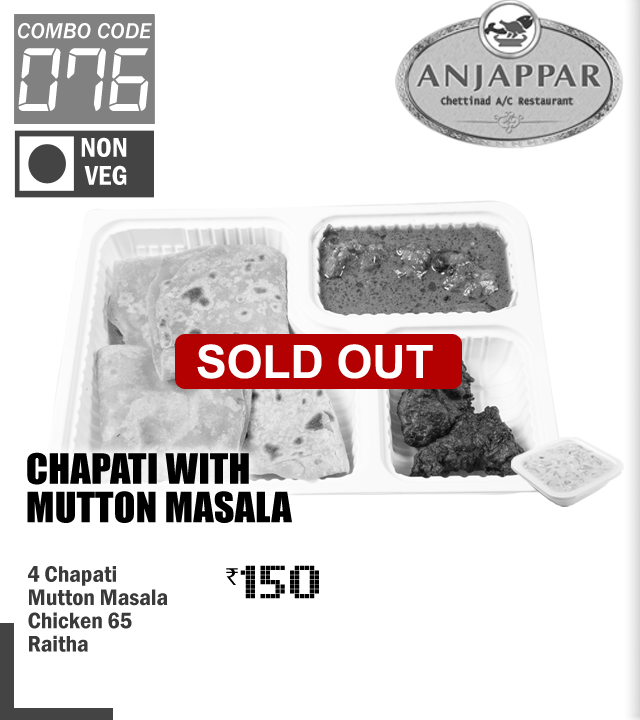 COMBO CODE
076
NON
VEG
ANJAPPAR
Chettinad A/C Restaurant
SOLD OUT
CHAPATI WITH
MUTTON MASALA
4 Chapati
Mutton Masala
Chicken 65
Raitha
₹150